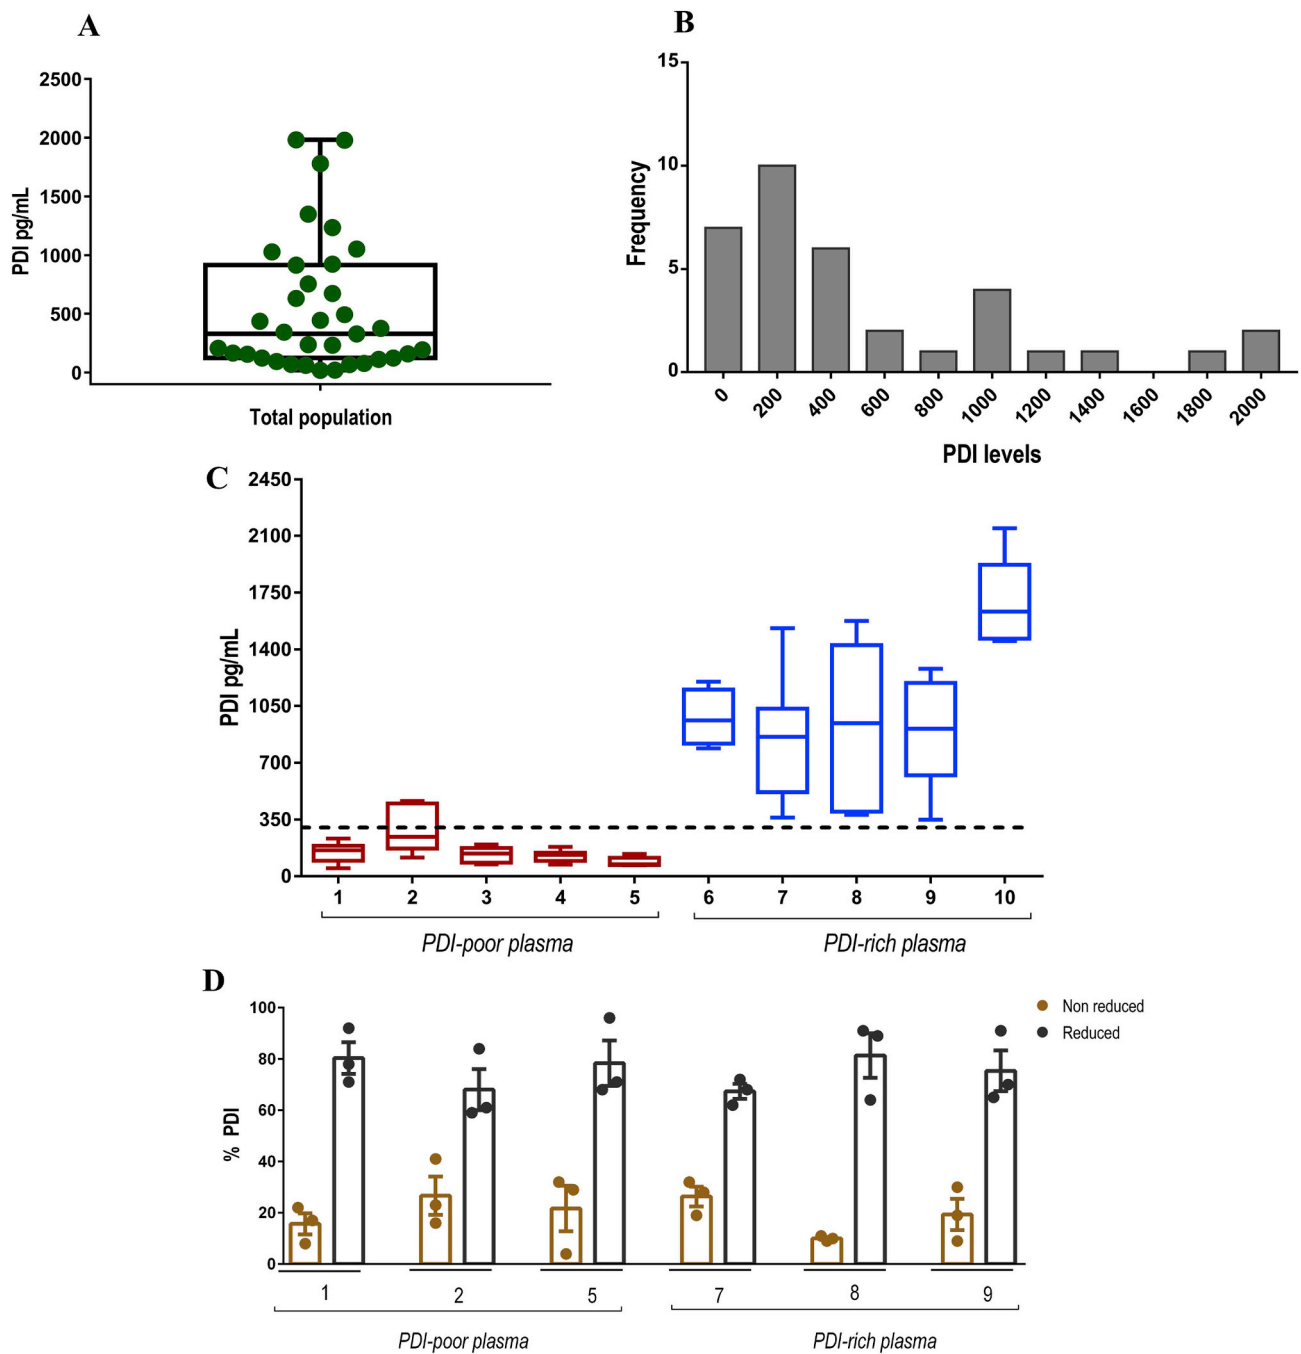 A
2500
2000
1500
1000
500
0
PDI pg/mL
Total population
B
15
10
5
0
Frequency
0 200 400 600 800 1000 1200 1400 1600 1800 2000
PDI levels
C
2450
2100
1750
1400
1050
700
350
0
PDI pg/mL
1 2 3 4 5 6 7 8 9 10
PDI-poor plasma PDI-rich plasma
D
100
80
60
40
20
0
% PDI
Non reduced
Reduced
1 2 5 7 8 9
PDI-poor plasma PDI-rich plasma